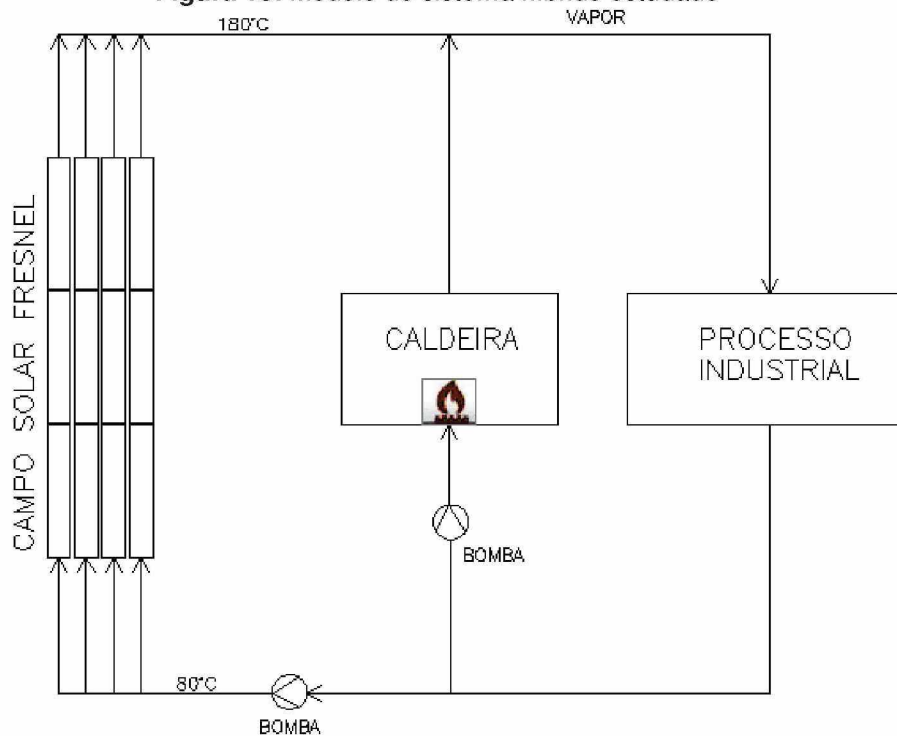 180°C
VAPOR
CAMPO SOLAR FRESNEL
CALDEIRA
PROCESSO
INDUSTRIAL
BOMBA
80°C
BOMBA